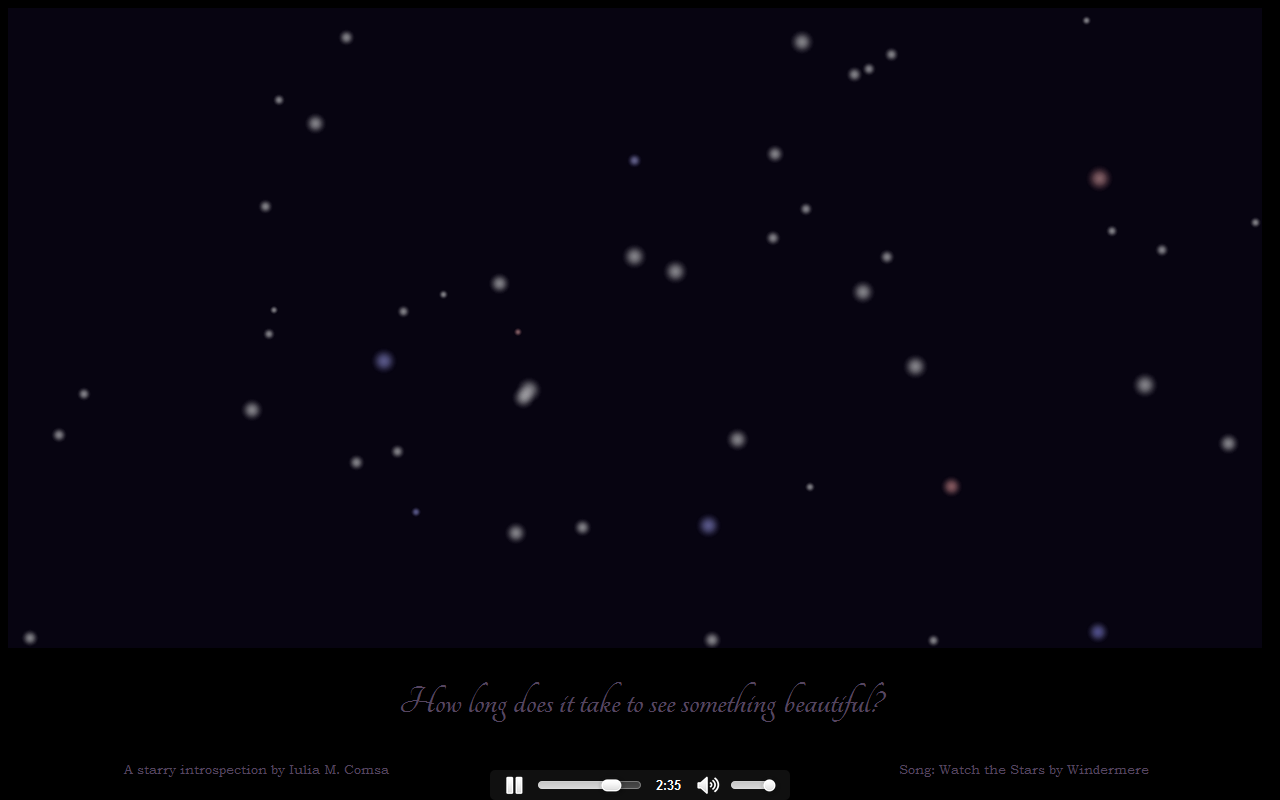 How long does it take to see something beautiful?
A starry introspection by Iulia M. Comsa
2:35
Song: Watch the Stars by Windermere